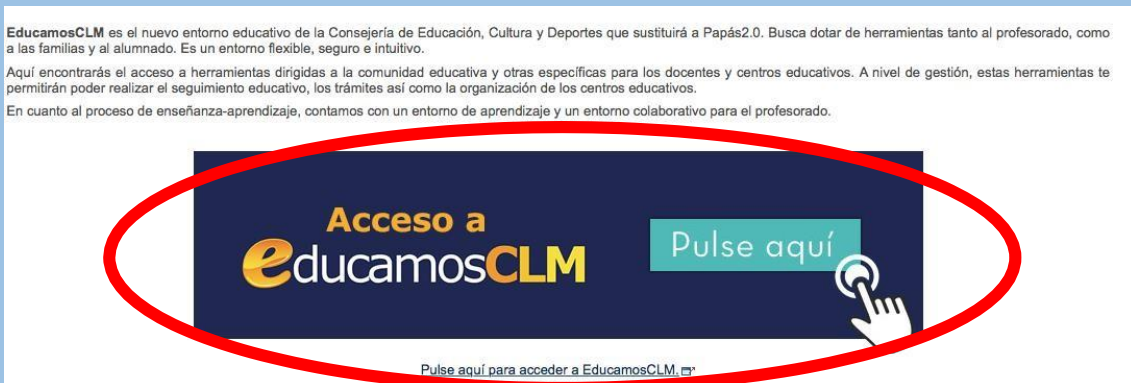 EducamosCLM es el nuevo entorno educativo de la Consejería de Educación, Cultura y Deportes que sustituirá a Papás2.0. Busca dotar de herramientas tanto al profesorado, como
a las familias y al alumnado. Es un entorno flexible, seguro e intuitivo.
Aquí encontrarás el acceso a herramientas dirigidas a la comunidad educativa y otras específicas para los docentes y centros educativos. A nivel de gestión, estas herramientas te
permitirán poder realizar el seguimiento educativo, los trámites así como la organización de los centros educativos.
En cuanto al proceso de enseñanza-aprendizaje, contamos con un entorno de aprendizaje y un entorno colaborativo para el profesorado.
Acceso a
educamosCLM
Pulse aquí
Pulse aquí para acceder a EducamosCLM.